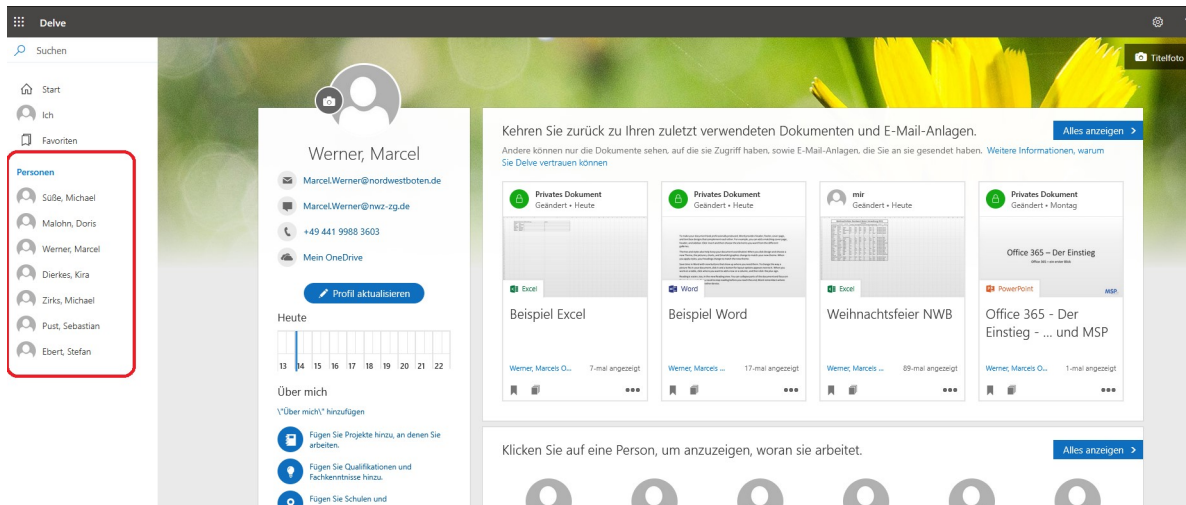 Delve
Suchen
Titelfoto
Start
Ich
Favoriten
Personen
Süße, Michael
Malohn, Doris
Werner, Marcel
Dierkes, Kira
Zirks, Michael
Pust, Sebastian
Ebert, Stefan
Werner, Marcel
Marcel.Werner@nordwestboten.de
Marcel.Werner@nwz-zg.de
+49 441 9988 3603
Mein OneDrive
Profil aktualisieren
Heute
13 14 15 16 17 18 19 20 21 22
Über mich
\"Über mich\" hinzufügen
Fügen Sie Projekte hinzu, an denen Sie
arbeiten.
Fügen Sie Qualifikationen und
Fachkenntnisse hinzu.
Fügen Sie Schulen und
Kehren Sie zurück zu Ihren zuletzt verwendeten Dokumenten und E-Mail-Anlagen.
Alles anzeigen
Andere können nur die Dokumente sehen, auf die sie Zugriff haben, sowie E-Mail-Anlagen, die Sie an sie gesendet haben. Weitere Informationen, warum
Sie Delve vertrauen können
Privates Dokument
Geändert • Heute
Excel
Beispiel Excel
Werner, Marcels O... 7-mal angezeigt
Privates Dokument
Geändert • Heute
Word
Beispiel Word
Werner, Marcels ... 17-mal angezeigt
mir
Geändert • Heute
Excel
Weihnachtsfeier NWB
Werner, Marcels ... 89-mal angezeigt
Privates Dokument
Geändert • Montag
Office 365 – Der Einstieg
PowerPoint
MSP
Office 365 - Der
Einstieg - ... und MSP
Werner, Marcels O... 1-mal angezeigt
Klicken Sie auf eine Person, um anzuzeigen, woran sie arbeitet.
Alles anzeigen